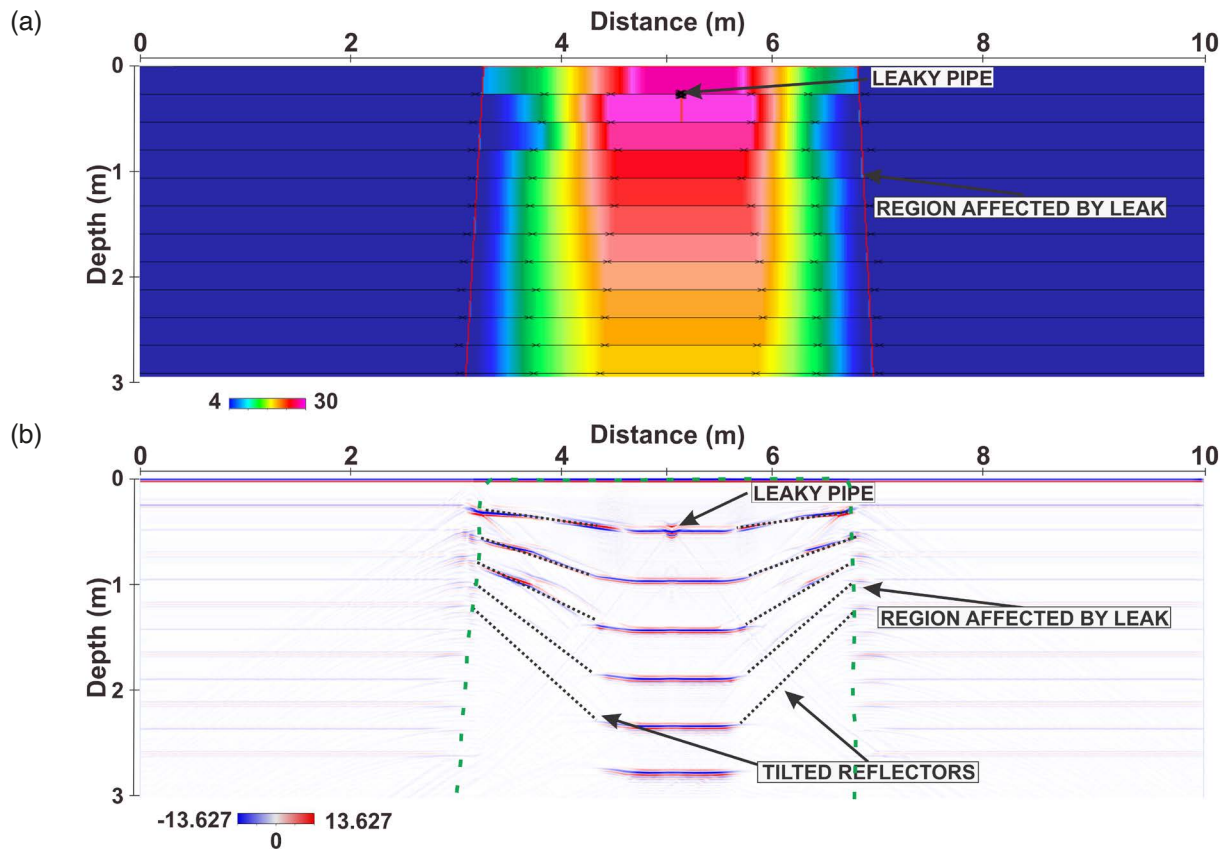 (a)
Distance (m)
0 2 4 6 8 10
0
LEAKY PIPE
1
REGION AFFECTED BY LEAK
Depth (m)
2
3
4 30
(b)
Distance (m)
0 2 4 6 8 10
0
LEAKY PIPE
1
REGION AFFECTED BY LEAK
Depth (m)
2
TILTED REFLECTORS
3
-13.627 13.627
0